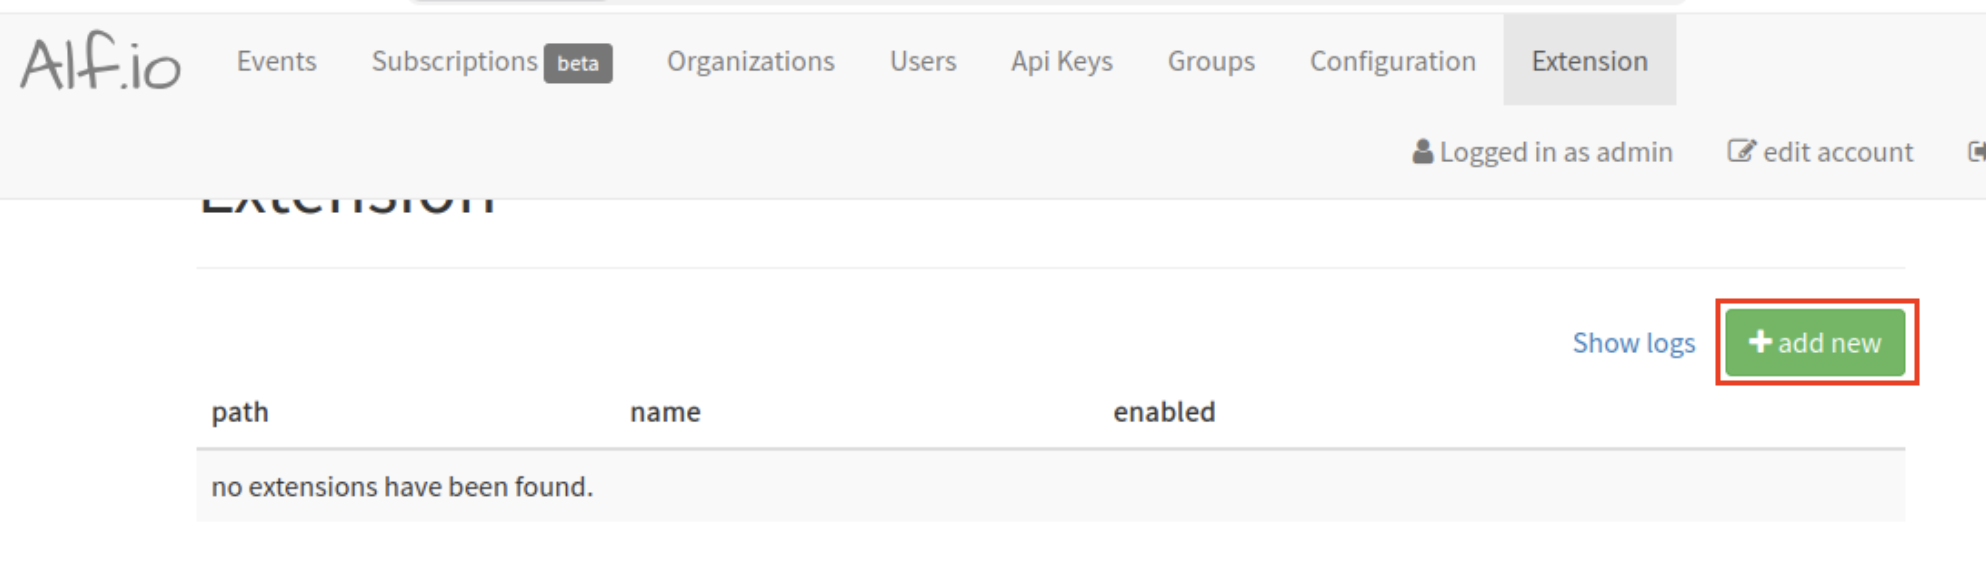 Alf.io Events Subscriptions beta Organizations Users Api Keys Groups Configuration Extension
Logged in as admin edit account
Extension
Show logs add new
path name enabled
no extensions have been found.